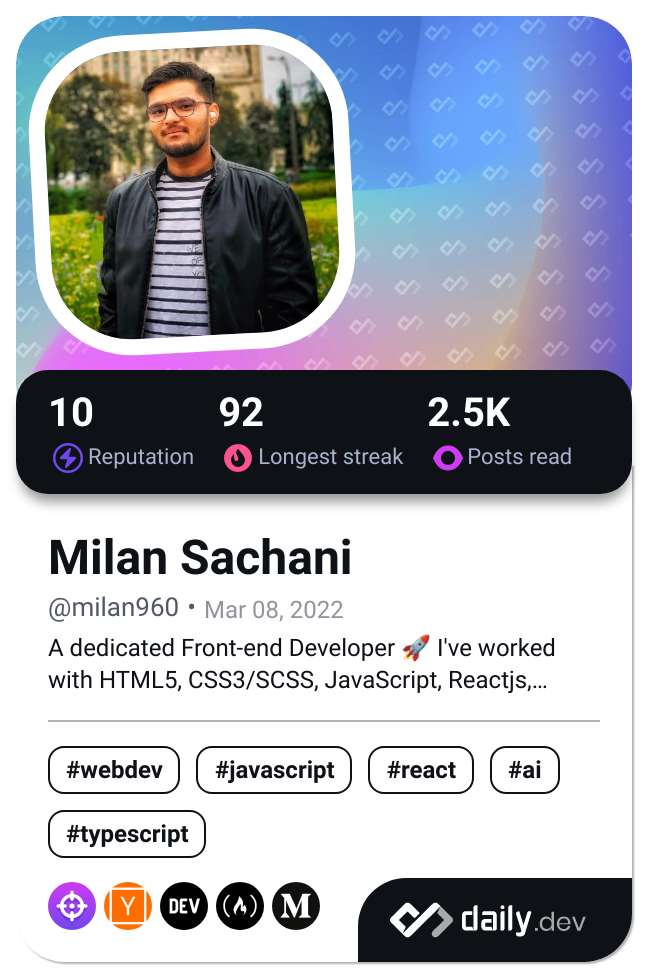 10 92 2.5K
Reputation Longest streak Posts read
Milan Sachani
@milan960 • Mar 08, 2022
A dedicated Front-end Developer 🚀 I've worked
with HTML5, CSS3/SCSS, JavaScript, Reactjs,...
#webdev #javascript #react #ai
#typescript
Y DEV M daily.dev